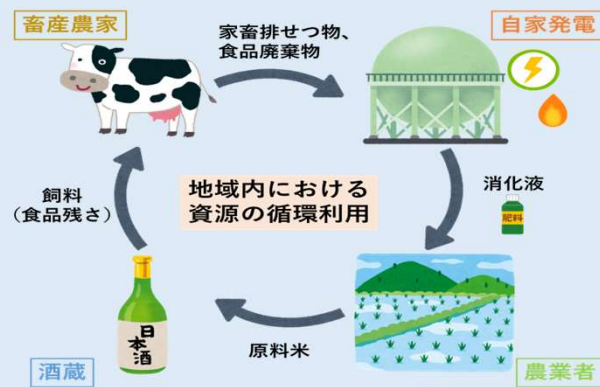 畜産農家
家畜排せつ物、
食品廃棄物
自家発電
消化液
肥料
地域内における
資源の循環利用
飼料
（食品残さ）
日本酒
原料米
酒蔵
農業者